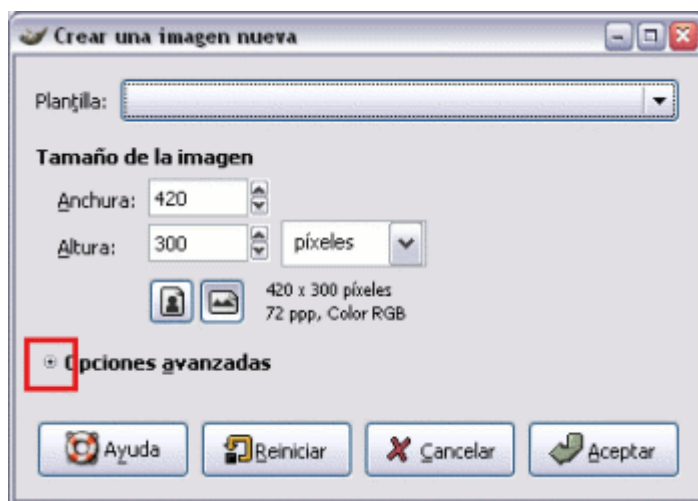 Crear una imagen nueva
Plantilla:
Tamaño de la imagen
Anchura: 420
Altura: 300 píxeles
420 x 300 píxeles
72 ppp, Color RGB
Opciones avanzadas
Ayuda Reiniciar Cancelar Aceptar